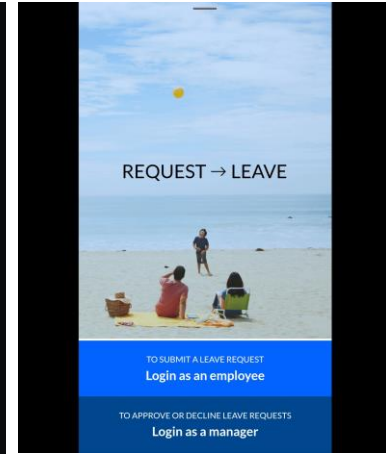 REQUEST → LEAVE
TO SUBMIT A LEAVE REQUEST
Login as an employee
TO APPROVE OR DECLINE LEAVE REQUESTS
Login as a manager